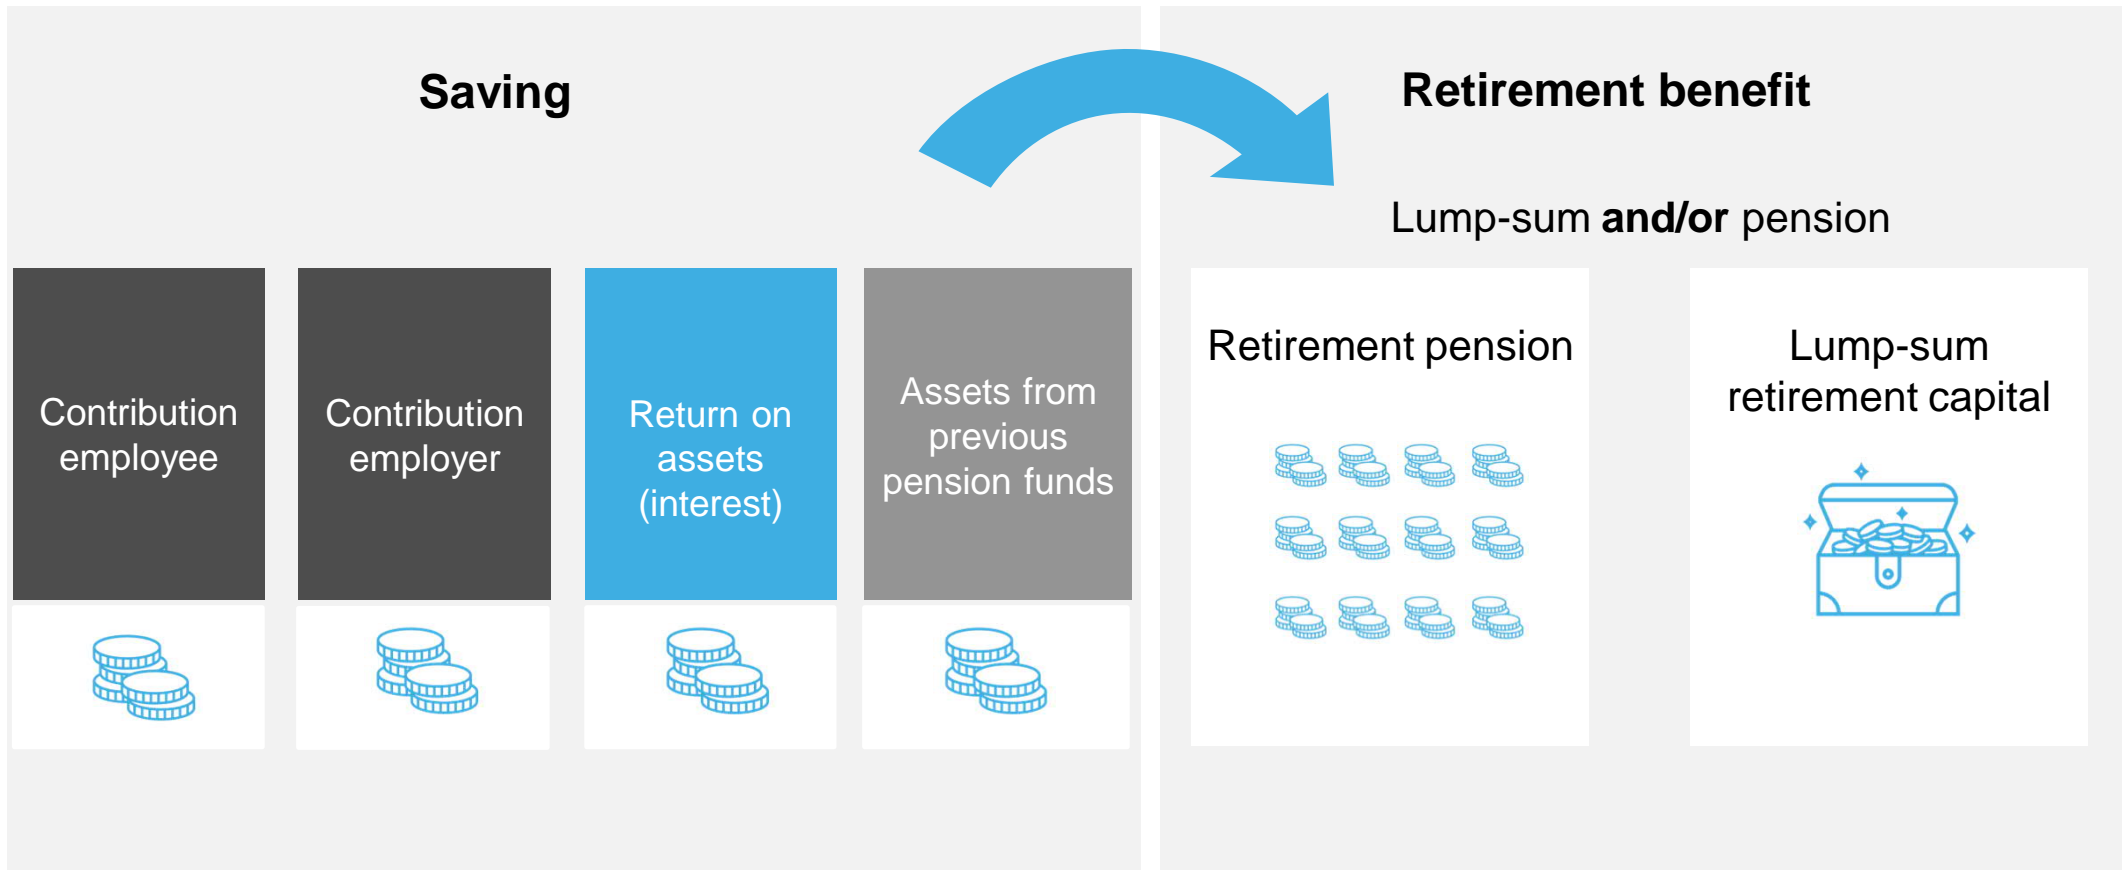 Saving
Contribution
employee
Contribution
employer
Return on
assets
(interest)
Assets from
previous
pension funds
Retirement benefit
Lump-sum and/or pension
Retirement pension
Lump-sum
retirement capital